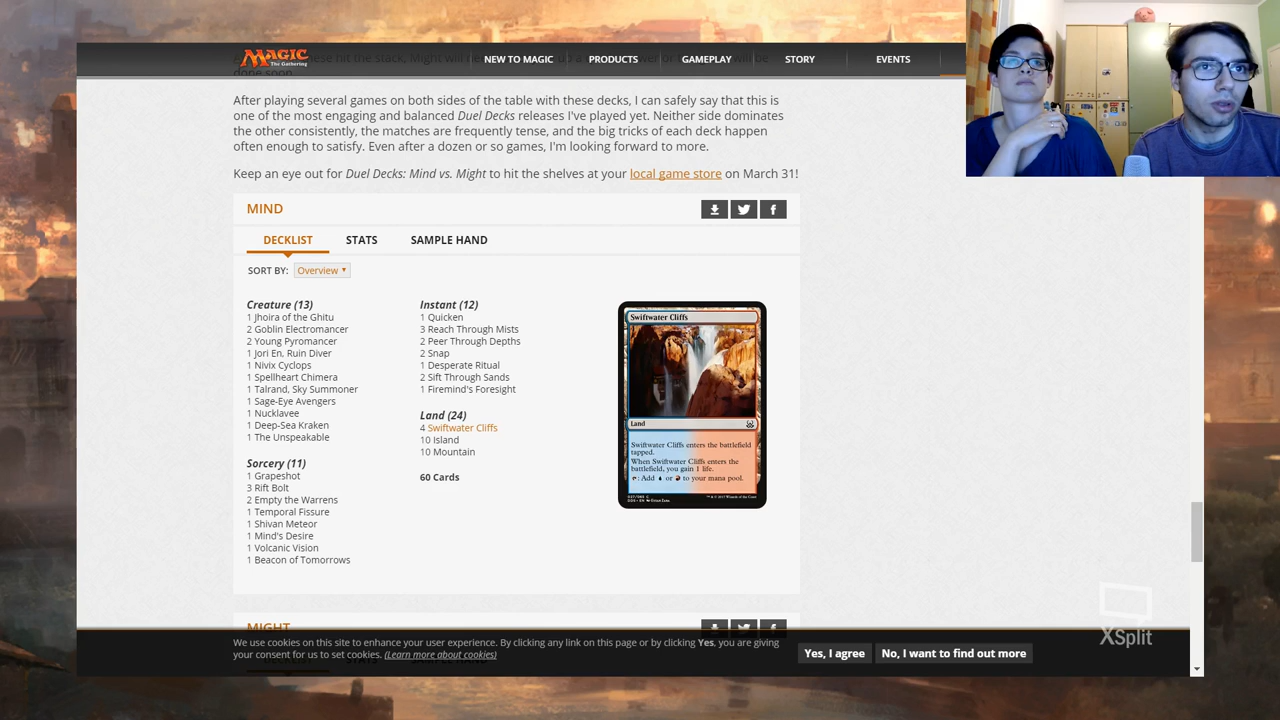 MAGIC
The Gathering
NEW TO MAGIC
PRODUCTS
GAMEPLAY
STORY
EVENTS
these hit the stack, Might will
done soon.
After playing several games on both sides of the table with these decks, I can safely say that this is
one of the most engaging and balanced Duel Decks releases I've played yet. Neither side dominates
the other consistently, the matches are frequently tense, and the big tricks of each deck happen
often enough to satisfy. Even after a dozen or so games, I'm looking forward to more.
Keep an eye out for Duel Decks: Mind vs. Might to hit the shelves at your local game store on March 31!
MIND
DECKLIST
STATS
SAMPLE HAND
SORT BY: Overview
Creature (13)
1 Jhoira of the Ghitu
2 Goblin Electromancer
2 Young Pyromancer
1 Jori En, Ruin Diver
1 Nivix Cyclops
1 Spellheart Chimera
1 Talrand, Sky Summoner
1 Sage-Eye Avengers
1 Nucklavee
1 Deep-Sea Kraken
1 The Unspeakable
Sorcery (11)
1 Grapeshot
3 Rift Bolt
2 Empty the Warrens
1 Temporal Fissure
1 Shivan Meteor
1 Mind's Desire
1 Volcanic Vision
1 Beacon of Tomorrows
Instant (12)
1 Quicken
3 Reach Through Mists
2 Peer Through Depths
2 Snap
1 Desperate Ritual
2 Sift Through Sands
1 Firemind's Foresight
Land (24)
4 Swiftwater Cliffs
10 Island
10 Mountain
60 Cards
Swiftwater Cliffs
Land
Swiftwater Cliffs enters the battlefield
tapped.
When Swiftwater Cliffs enters the
battlefield, you gain 1 life.
: Add or to your mana pool.
MIGHT
STATS
We use cookies on this site to enhance your user experience. By clicking any link on this page or by clicking Yes, you are giving
your consent for us to set cookies. (Learn more about cookies)
Yes, I agree
No, I want to find out more
XSplit